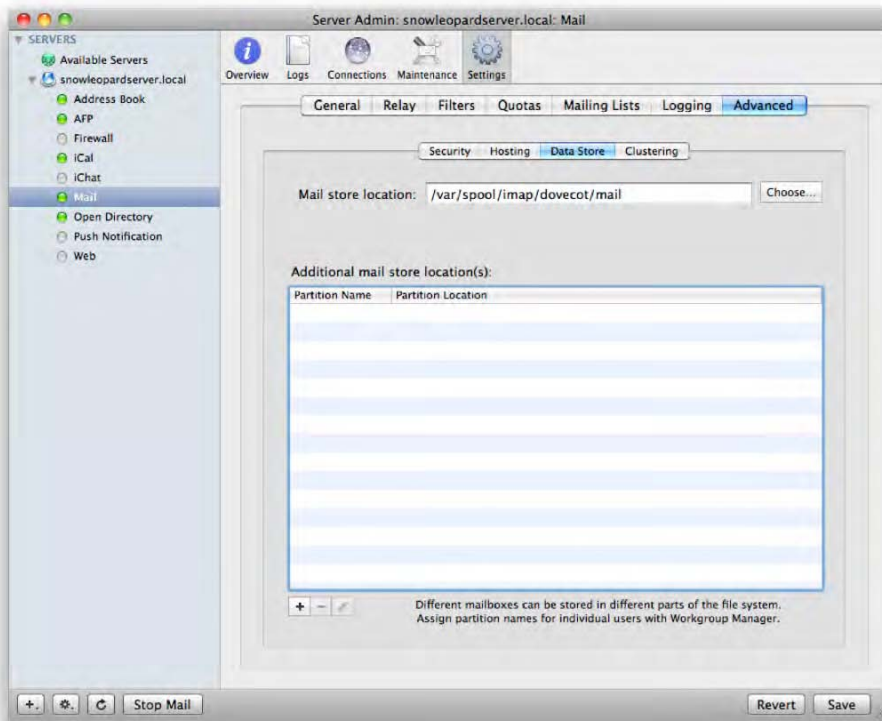 Server Admin: snowleopardserver.local: Mail
SERVERS
Available Servers
snowleopardserver.local
Address Book
AFP
Firewall
iCal
iChat
Mail
Open Directory
Push Notification
Web
Overview
Logs
Connections
Maintenance
Settings
General
Relay
Filters
Quotas
Mailing Lists
Logging
Advanced
Security
Hosting
Data Store
Clustering
Mail store location:
/var/spool/imap/dovecot/mail
Choose...
Additional mail store location(s):
Partition Name
Partition Location
Different mailboxes can be stored in different parts of the file system.
Assign partition names for individual users with Workgroup Manager.
Stop Mail
Revert
Save